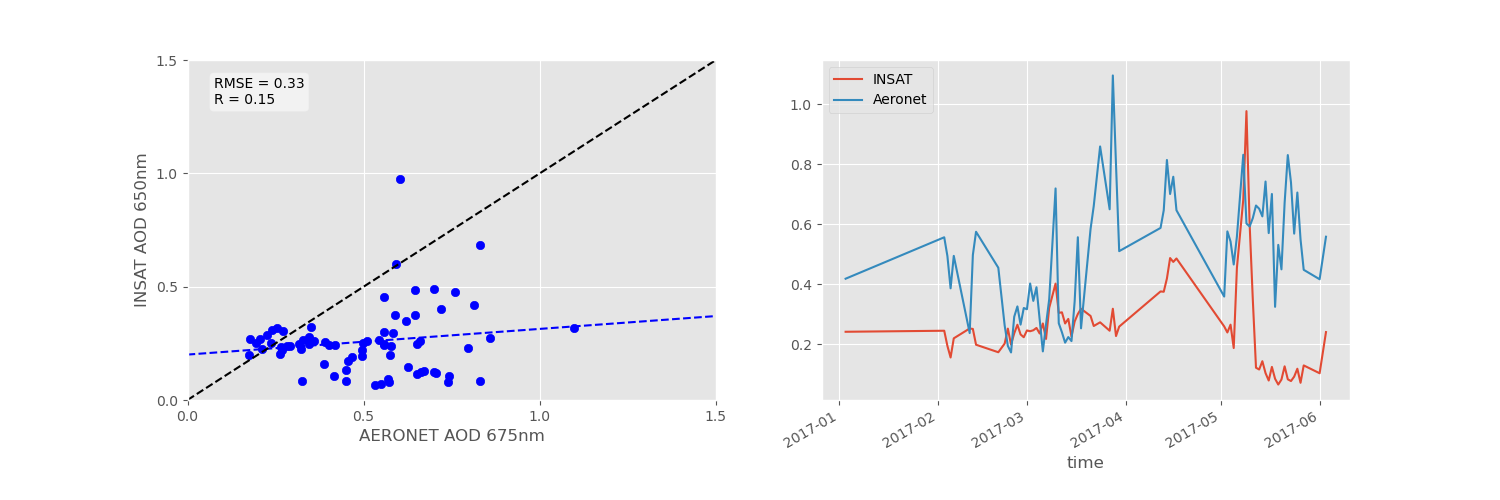 RMSE = 0.33
R = 0.15
INSAT AOD 650nm
1.5
1.0
0.5
0.0
0.0 0.5 1.0 1.5
AERONET AOD 675nm
INSAT
Aeronet
1.0
0.8
0.6
0.4
0.2
2017-01 2017-02 2017-03 2017-04 2017-05 2017-06
time